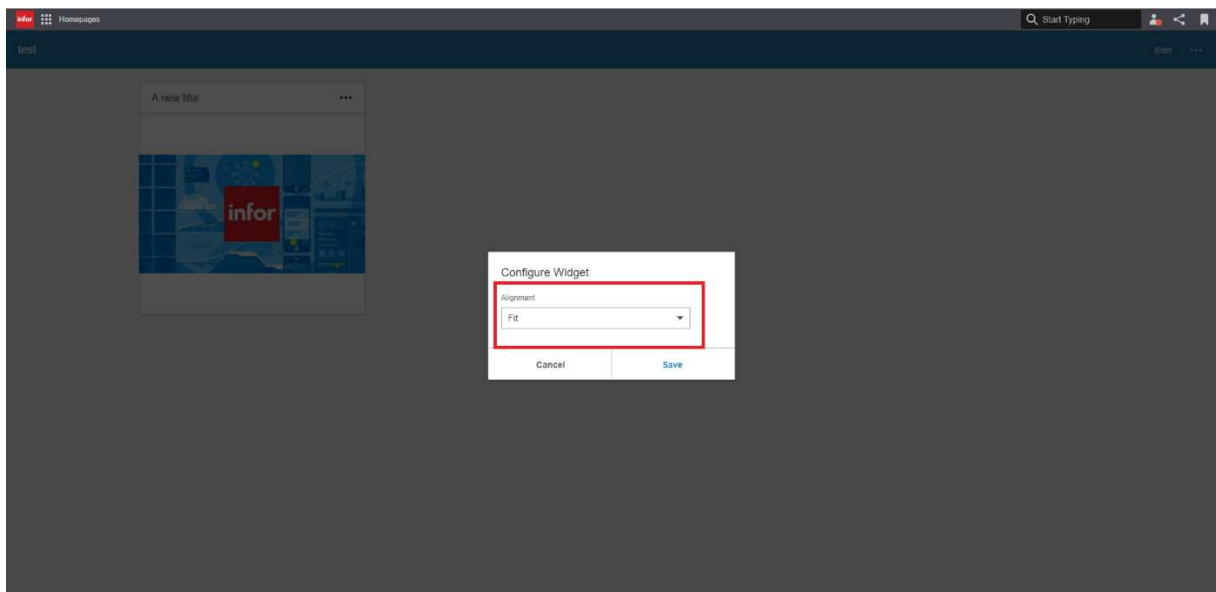 infor Homepages Start Typing
test Edit
A new title
infor
Configure Widget
Alignment
Fit
Cancel Save